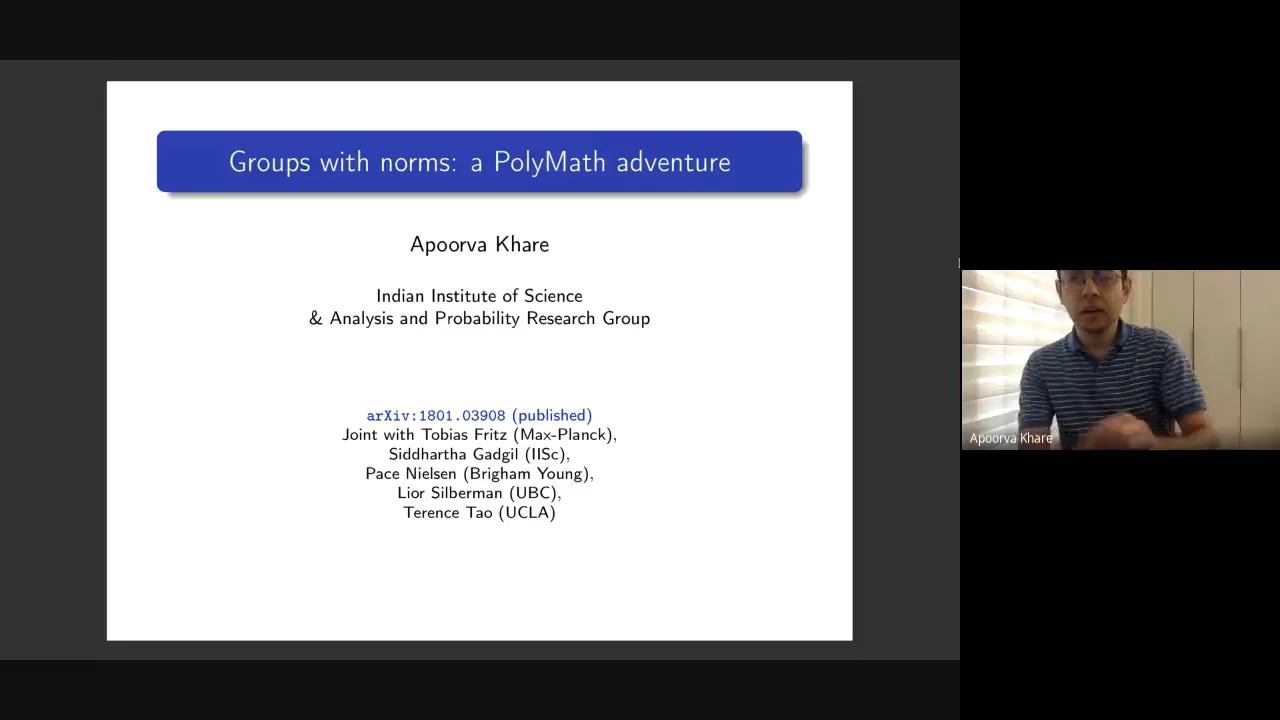 Groups with norms: a PolyMath adventure
Apoorva Khare
Indian Institute of Science
& Analysis and Probability Research Group
arXiv:1801.03908 (published)
Joint with Tobias Fritz (Max-Planck),
Siddhartha Gadgil (IISc),
Pace Nielsen (Brigham Young),
Lior Silberman (UBC),
Terence Tao (UCLA)
Apoorva Khare